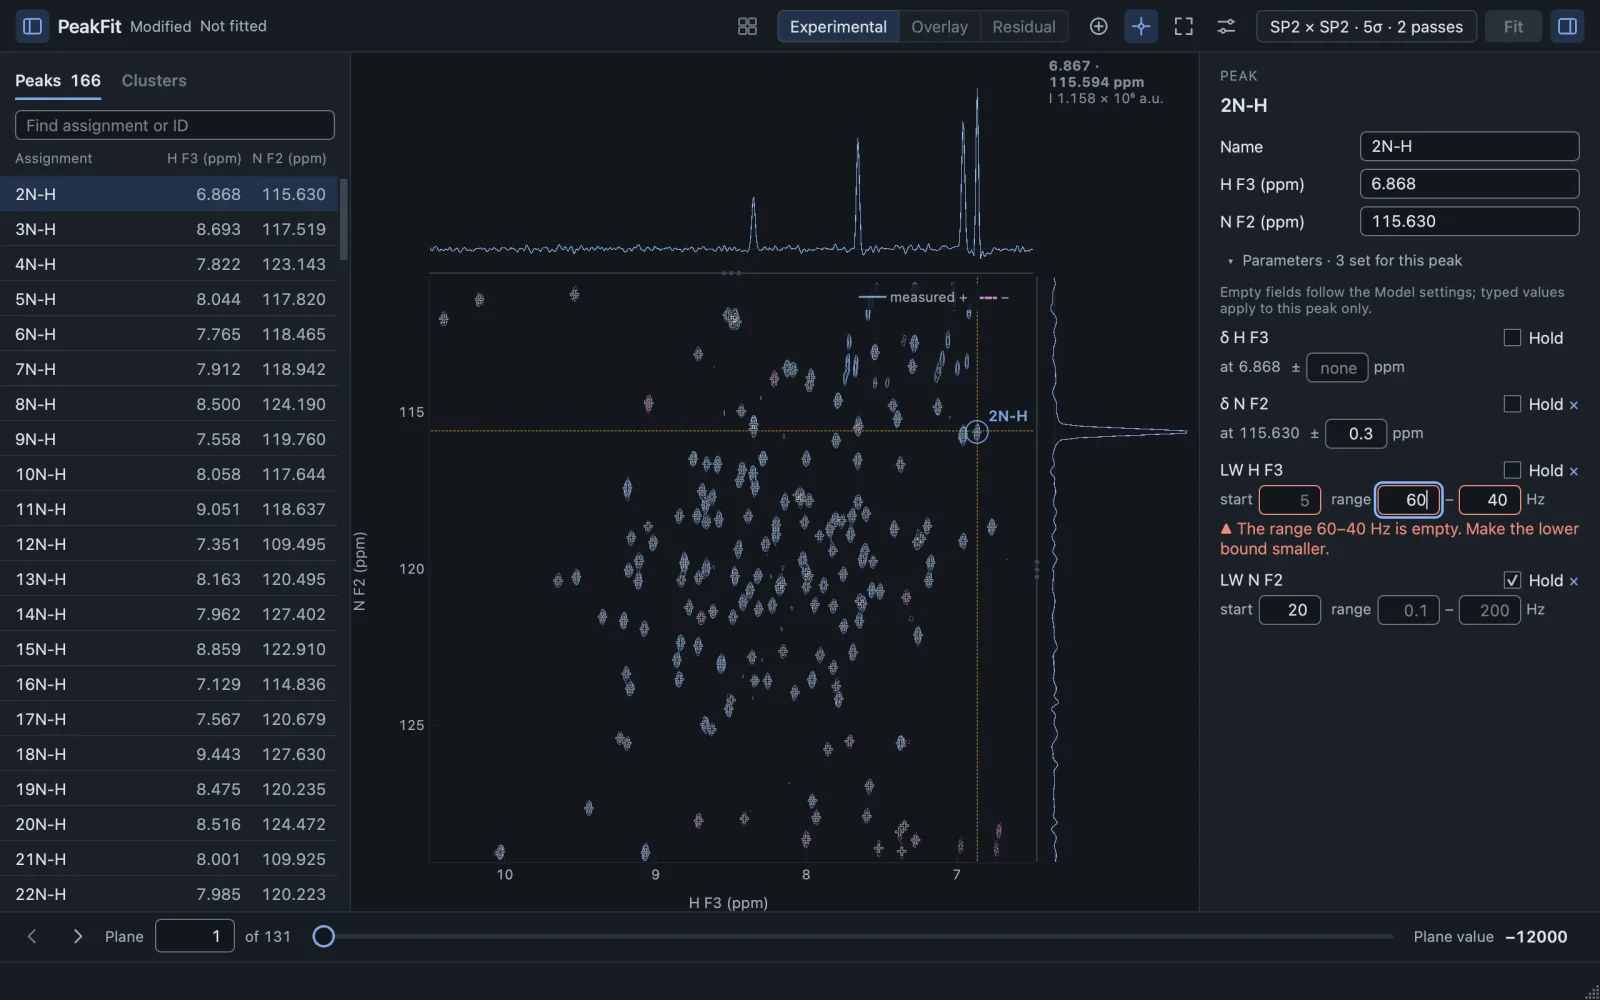 PeakFit Modified Not fitted
Experimental Overlay Residual
SP2 × SP2 · 5σ · 2 passes
Fit
Peaks 166 Clusters
Find assignment or ID
Assignment H F3 (ppm) N F2 (ppm)
2N-H 6.868 115.630
3N-H 8.693 117.519
4N-H 7.822 123.143
5N-H 8.044 117.820
6N-H 7.765 118.465
7N-H 7.912 118.942
8N-H 8.500 124.190
9N-H 7.558 119.760
10N-H 8.058 117.644
11N-H 9.051 118.637
12N-H 7.351 109.495
13N-H 8.163 120.495
14N-H 7.962 127.402
15N-H 8.859 122.910
16N-H 7.129 114.836
17N-H 7.567 120.679
18N-H 9.443 127.630
19N-H 8.475 120.235
20N-H 8.516 124.472
21N-H 8.001 109.925
22N-H 7.985 120.223
6.867 ·
115.594 ppm
I 1.158 × 10⁶ a.u.
measured + –
2N-H
115
120
125
N F2 (ppm)
10 9 8 7
H F3 (ppm)
PEAK
2N-H
Name 2N-H
H F3 (ppm) 6.868
N F2 (ppm) 115.630
▾ Parameters · 3 set for this peak
Empty fields follow the Model settings; typed values
apply to this peak only.
δ H F3 Hold
at 6.868 ± none ppm
δ N F2 Hold ×
at 115.630 ± 0.3 ppm
LW H F3 Hold ×
start 5 range 60 – 40 Hz
▲ The range 60–40 Hz is empty. Make the lower
bound smaller.
LW N F2 Hold ×
start 20 range 0.1 – 200 Hz
Plane 1 of 131
Plane value −12000